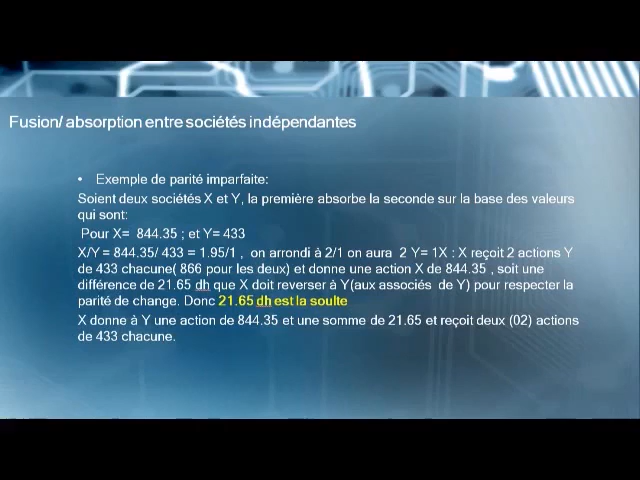 Fusion/ absorption entre sociétés indépendantes
• Exemple de parité imparfaite:
Soient deux sociétés X et Y, la première absorbe la seconde sur la base des valeurs
qui sont:
Pour X= 844.35 ; et Y= 433
X/Y = 844.35/ 433 = 1.95/1 , on arrondi à 2/1 on aura 2 Y= 1X : X reçoit 2 actions Y
de 433 chacune( 866 pour les deux) et donne une action X de 844.35 , soit une
différence de 21.65 dh que X doit reverser à Y(aux associés de Y) pour respecter la
parité de change. Donc 21.65 dh est la soulte
X donne à Y une action de 844.35 et une somme de 21.65 et reçoit deux (02) actions
de 433 chacune.